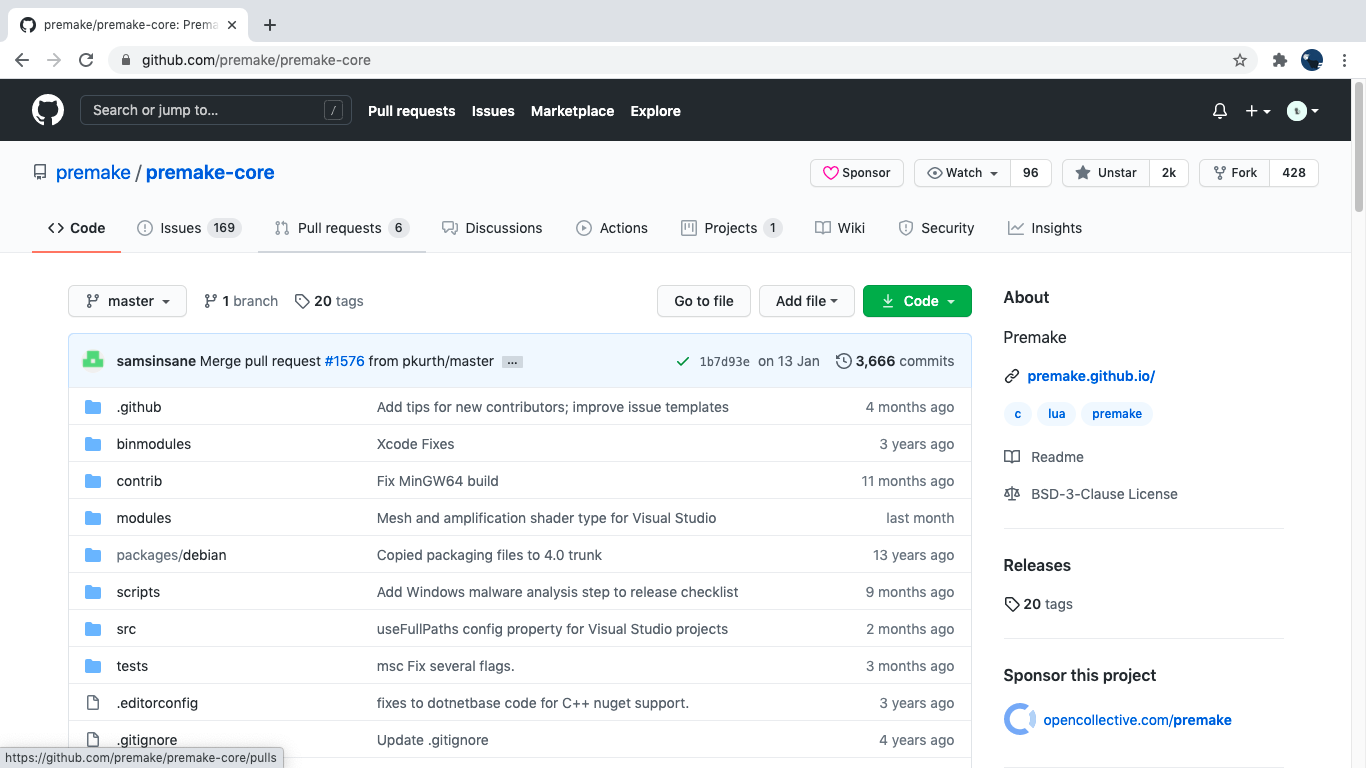 premake/premake-core: Prema
github.com/premake/premake-core
Search or jump to... / Pull requests Issues Marketplace Explore
premake / premake-core Sponsor Watch 96 Unstar 2k Fork 428
Code Issues 169 Pull requests 6 Discussions Actions Projects 1 Wiki Security Insights
master 1 branch 20 tags Go to file Add file Code
samsinsane Merge pull request #1576 from pkurth/master ... 1b7d93e on 13 Jan 3,666 commits
.github Add tips for new contributors; improve issue templates 4 months ago
binmodules Xcode Fixes 3 years ago
contrib Fix MinGW64 build 11 months ago
modules Mesh and amplification shader type for Visual Studio last month
packages/debian Copied packaging files to 4.0 trunk 13 years ago
scripts Add Windows malware analysis step to release checklist 9 months ago
src useFullPaths config property for Visual Studio projects 2 months ago
tests msc Fix several flags. 3 months ago
.editorconfig fixes to dotnetbase code for C++ nuget support. 3 years ago
.gitignore Update .gitignore 4 years ago
About
Premake
premake.github.io/
c lua premake
Readme
BSD-3-Clause License
Releases
20 tags
Sponsor this project
opencollective.com/premake
https://github.com/premake/premake-core/pulls